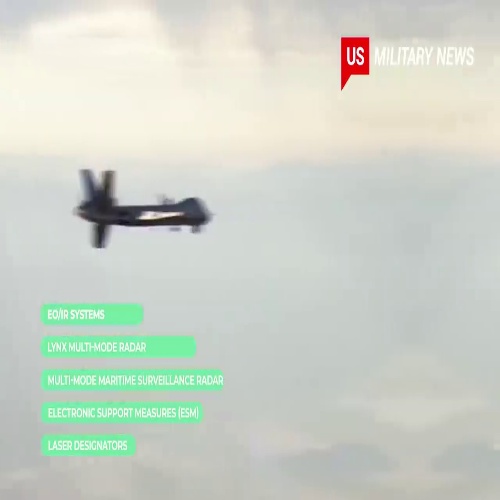 US MILITARY NEWS
EO/IR SYSTEMS
LYNX MULTI-MODE RADAR
MULTI-MODE MARITIME SURVEILLANCE RADAR
ELECTRONIC SUPPORT MEASURES (ESM)
LASER DESIGNATORS